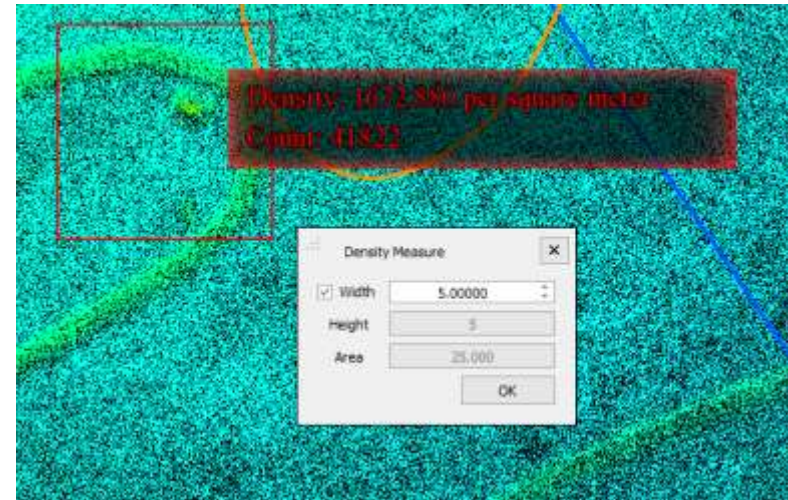 Density: 1672.880 per square meter
Count: 41822
Density Measure
Width 5.00000
Height 5
Area 25.000
OK